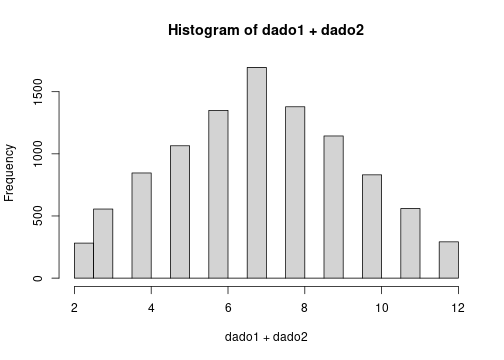 Histogram of dado1 + dado2
Frequency
1500
1000
500
0
2 4 6 8 10 12
dado1 + dado2